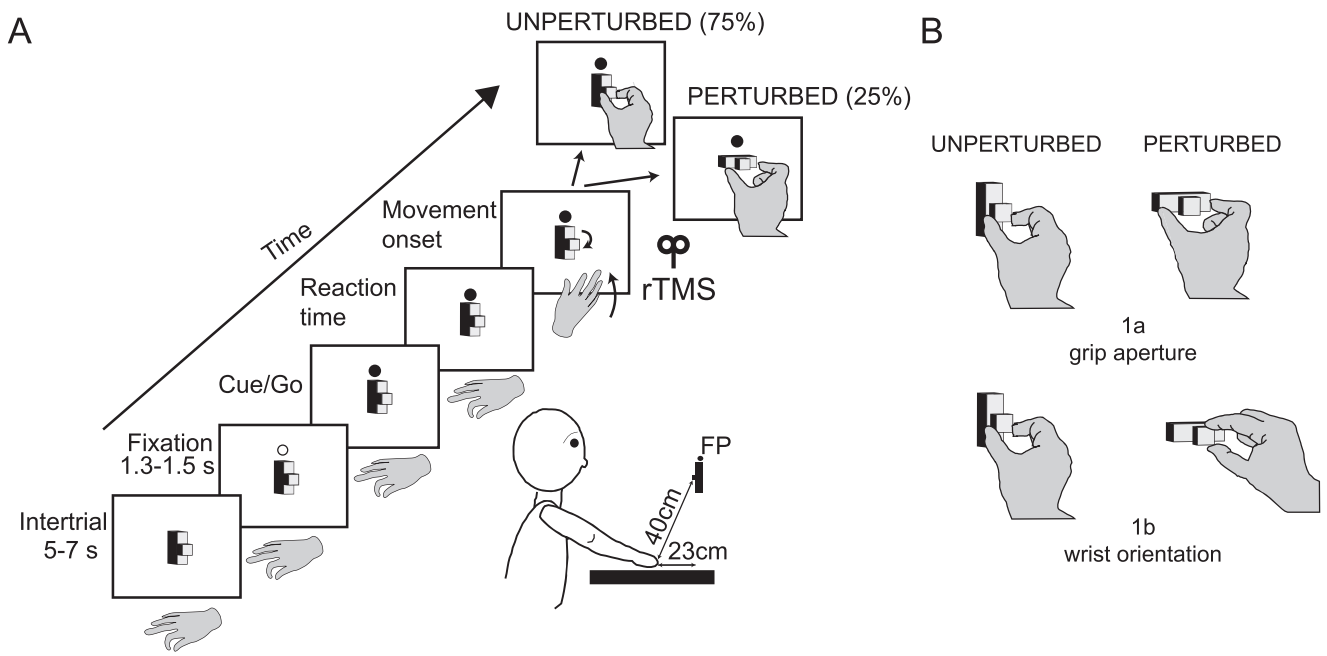 A
UNPERTURBED (75%)
PERTURBED (25%)
Time
Movement
onset
rTMS
Reaction
time
Cue/Go
Fixation
1.3-1.5 s
Intertrial
5-7 s
FP
40cm
23cm
B
UNPERTURBED
PERTURBED
1a
grip aperture
1b
wrist orientation